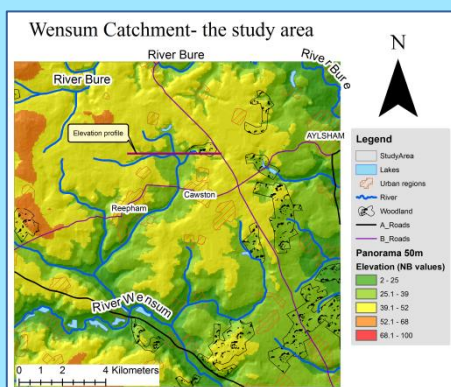 Wensum Catchment- the study area
River Bure
River Bure
River Bure
N
Elevation profile
AYLSHAM
Cawston
Reepham
River Wensum
0 1 2 4 Kilometers
Legend
StudyArea
Lakes
Urban regions
River
Woodland
A_Roads
B_Roads
Panorama 50m
Elevation (NB values)
2 - 25
25.1 - 39
39.1 - 52
52.1 - 68
68.1 - 100